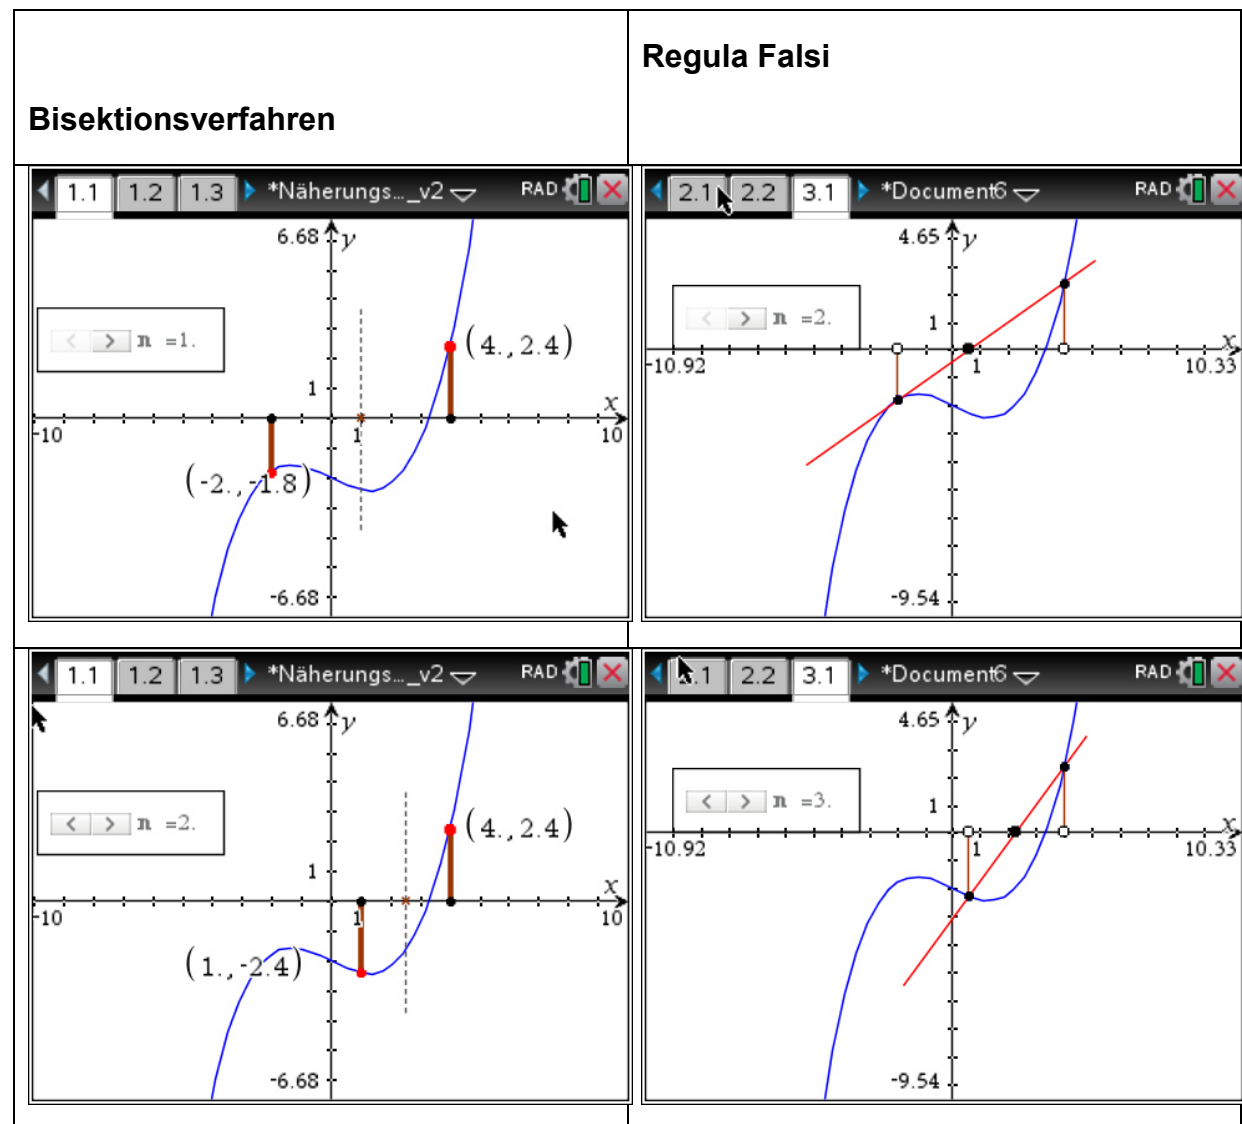 Regula Falsi
Bisektionsverfahren
1.1 1.2 1.3 *Näherungs..._v2 RAD
6.68 y
n =1.
(4.,2.4)
1
x
-10 1 10
(-2.,-1.8)
-6.68
2.1 2.2 3.1 *Document6 RAD
4.65 y
n =2.
1
x
-10.92 1 10.33
-9.54
1.1 1.2 1.3 *Näherungs..._v2 RAD
6.68 y
n =2.
(4.,2.4)
1
x
-10 1 10
(1.,-2.4)
-6.68
.1 2.2 3.1 *Document6 RAD
4.65 y
n =3.
1
x
-10.92 1 10.33
-9.54